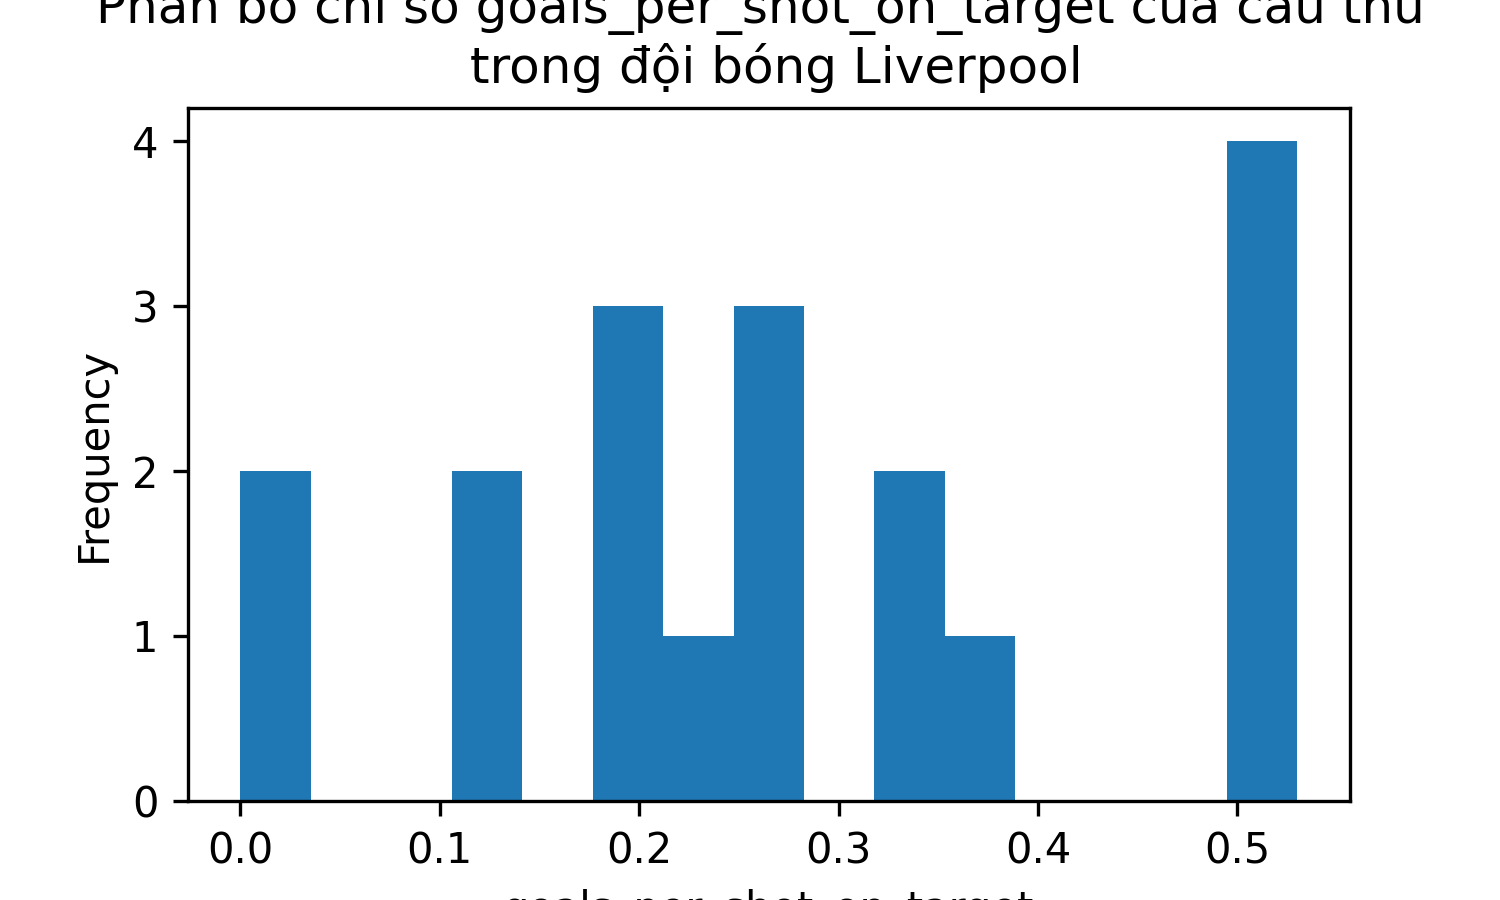 Phân bố chỉ số goals_per_shot_on_target của cầu thủ
trong đội bóng Liverpool
4
3
2
1
0
Frequency
0.0 0.1 0.2 0.3 0.4 0.5
goals_per_shot_on_target